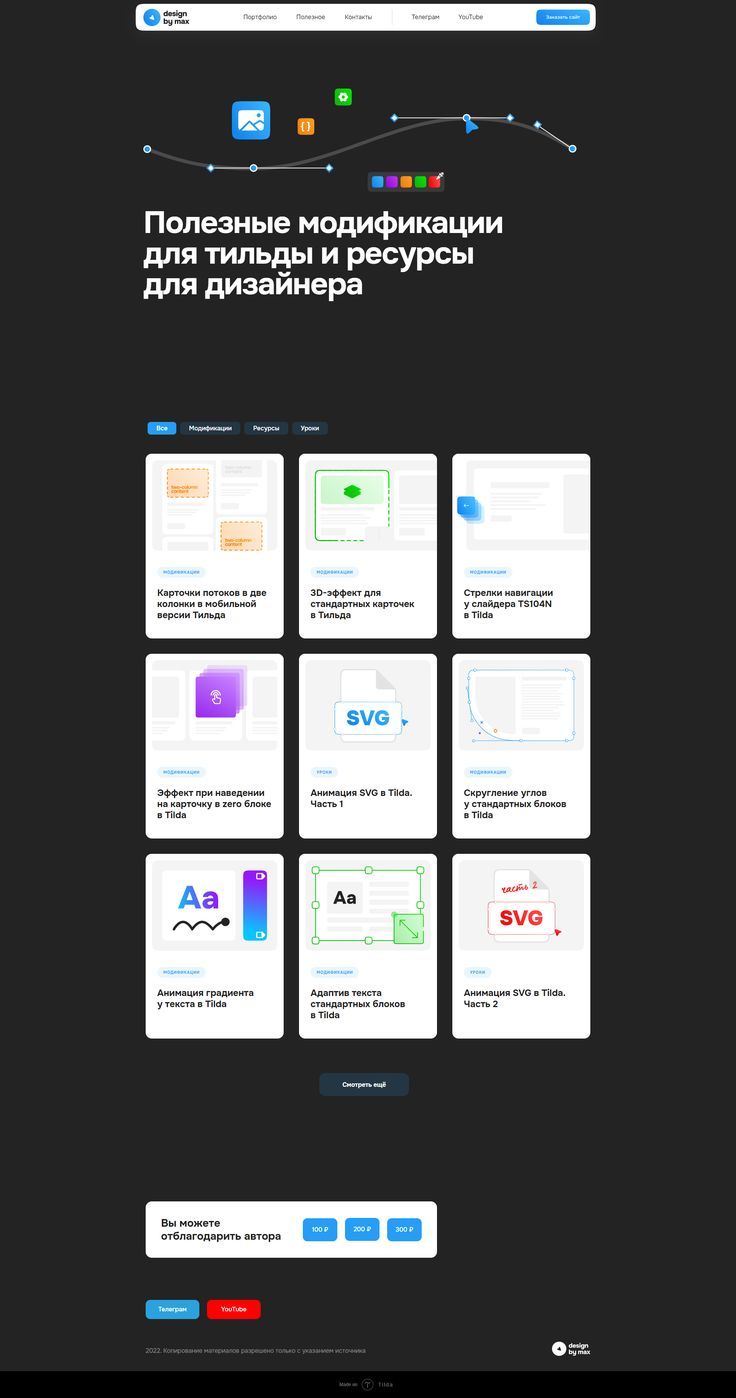 design
by max
Портфолио
Полезное
Контакты
Телеграм
YouTube
Заказать сайт
{ }
Полезные модификации
для тильды и ресурсы
для дизайнера
Все
Модификации
Ресурсы
Уроки
two-column
content
two-column
content
two-column
content
МОДИФИКАЦИИ
Карточки потоков в две
колонки в мобильной
версии Тильда
МОДИФИКАЦИИ
3D-эффект для
стандартных карточек
в Тильда
МОДИФИКАЦИИ
Стрелки навигации
у слайдера TS104N
в Tilda
МОДИФИКАЦИИ
Эффект при наведении
на карточку в zero блоке
в Tilda
SVG
УРОКИ
Анимация SVG в Tilda.
Часть 1
МОДИФИКАЦИИ
Скругление углов
у стандартных блоков
в Tilda
Aa
МОДИФИКАЦИИ
Анимация градиента
у текста в Tilda
Aa
МОДИФИКАЦИИ
Адаптив текста
стандартных блоков
в Tilda
часть 2
SVG
УРОКИ
Анимация SVG в Tilda.
Часть 2
Смотреть ещё
Вы можете
отблагодарить автора
100 ₽
200 ₽
300 ₽
Телеграм
YouTube
2022. Копирование материалов разрешено только с указанием источника
design
by max
Made on
Tilda